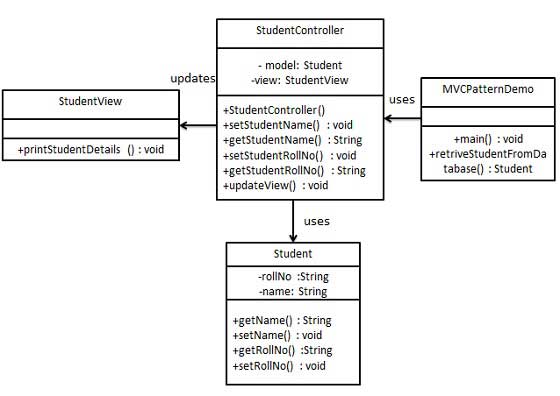 StudentController
- model: Student
-view: StudentView
+StudentController()
+setStudentName() : void
+getStudentName() : String
+setStudentRollNo() : void
+getStudentRollNo() : String
+updateView() : void
updates
StudentView
+printStudentDetails () : void
uses
MVCPatternDemo
+main() : void
+retriveStudentFromDa
tabase() : Student
uses
Student
-rollNo :String
-name: String
+getName() : String
+setName() : void
+getRollNo() :String
+setRollNo() : void